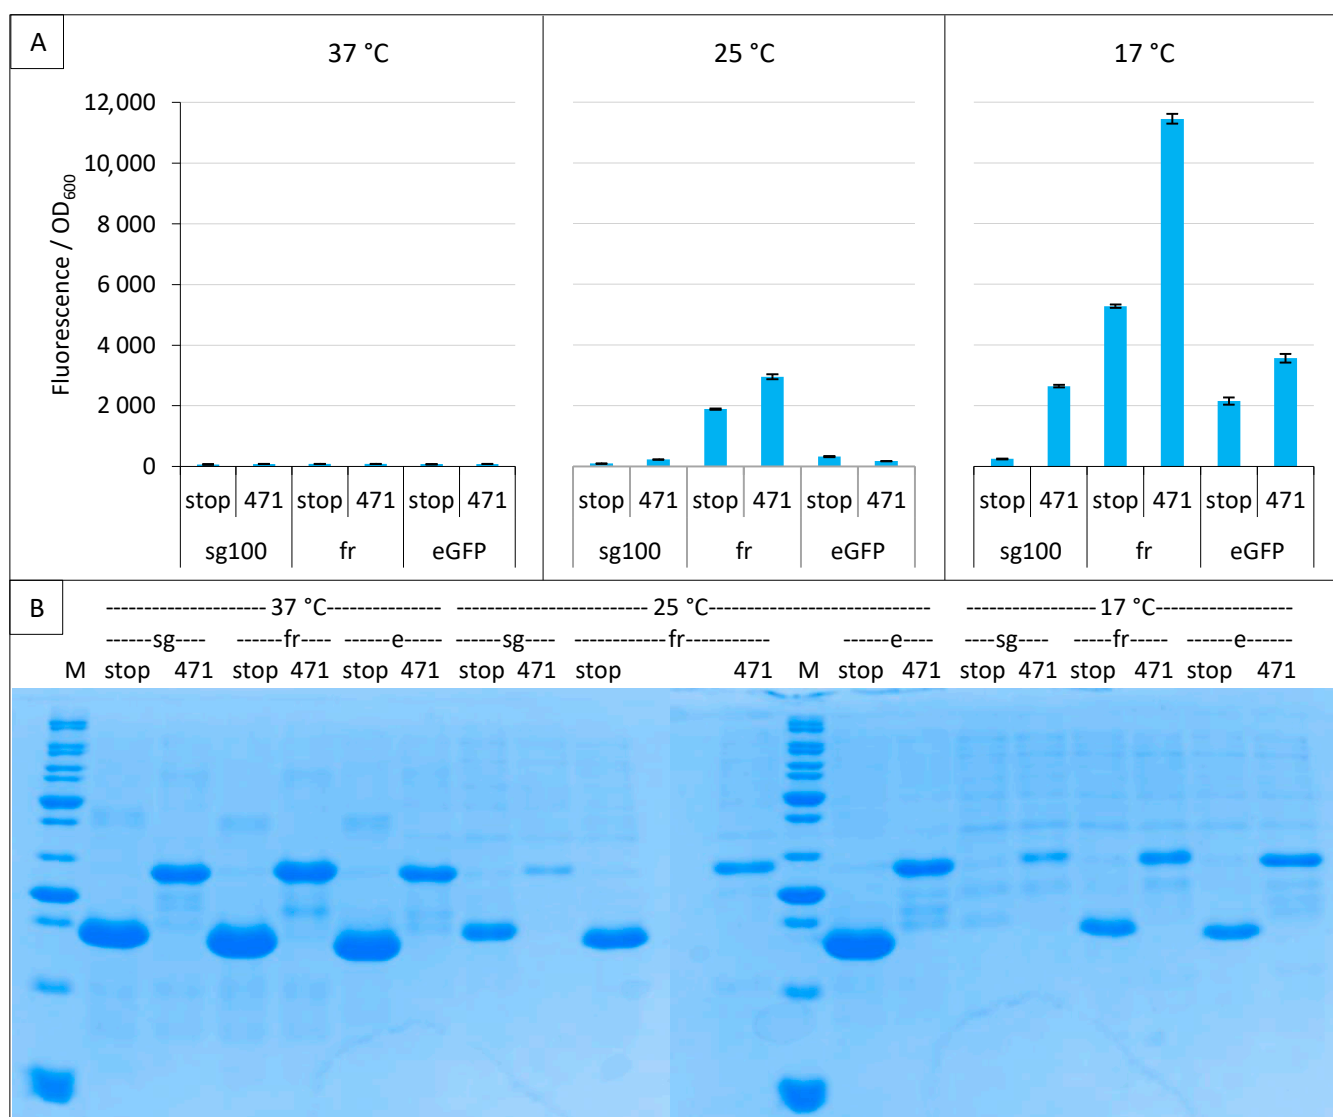 A
37 °C 25 °C 17 °C
Fluorescence / OD600
12,000
10,000
8 000
6 000
4 000
2 000
0
stop 471 stop 471 stop 471 stop 471 stop 471 stop 471 stop 471 stop 471 stop 471
sg100 fr eGFP sg100 fr eGFP sg100 fr eGFP
B
---------------------37 °C--------------- -------------------------25 °C----------------------------- -----------------17 °C------------------
------sg---- ------fr---- ------e----- ------sg---- ------------fr----------- ------e---- ----sg---- -----fr----- -----e------
M stop 471 stop 471 stop 471 stop 471 stop 471 M stop 471 stop 471 stop 471 stop 471